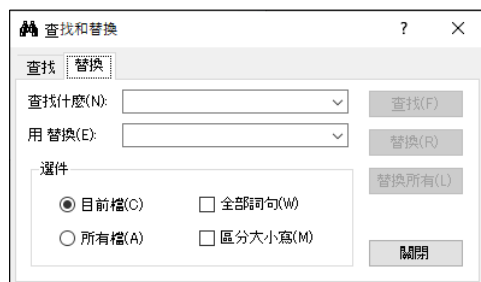 查找和替換 ?
查找 替換
查找什麼(N): 查找(F)
用 替換(E): 替換(R)
選件 替換所有(L)
目前檔(C) 全部詞句(W)
所有檔(A) 區分大小寫(M)
關閉